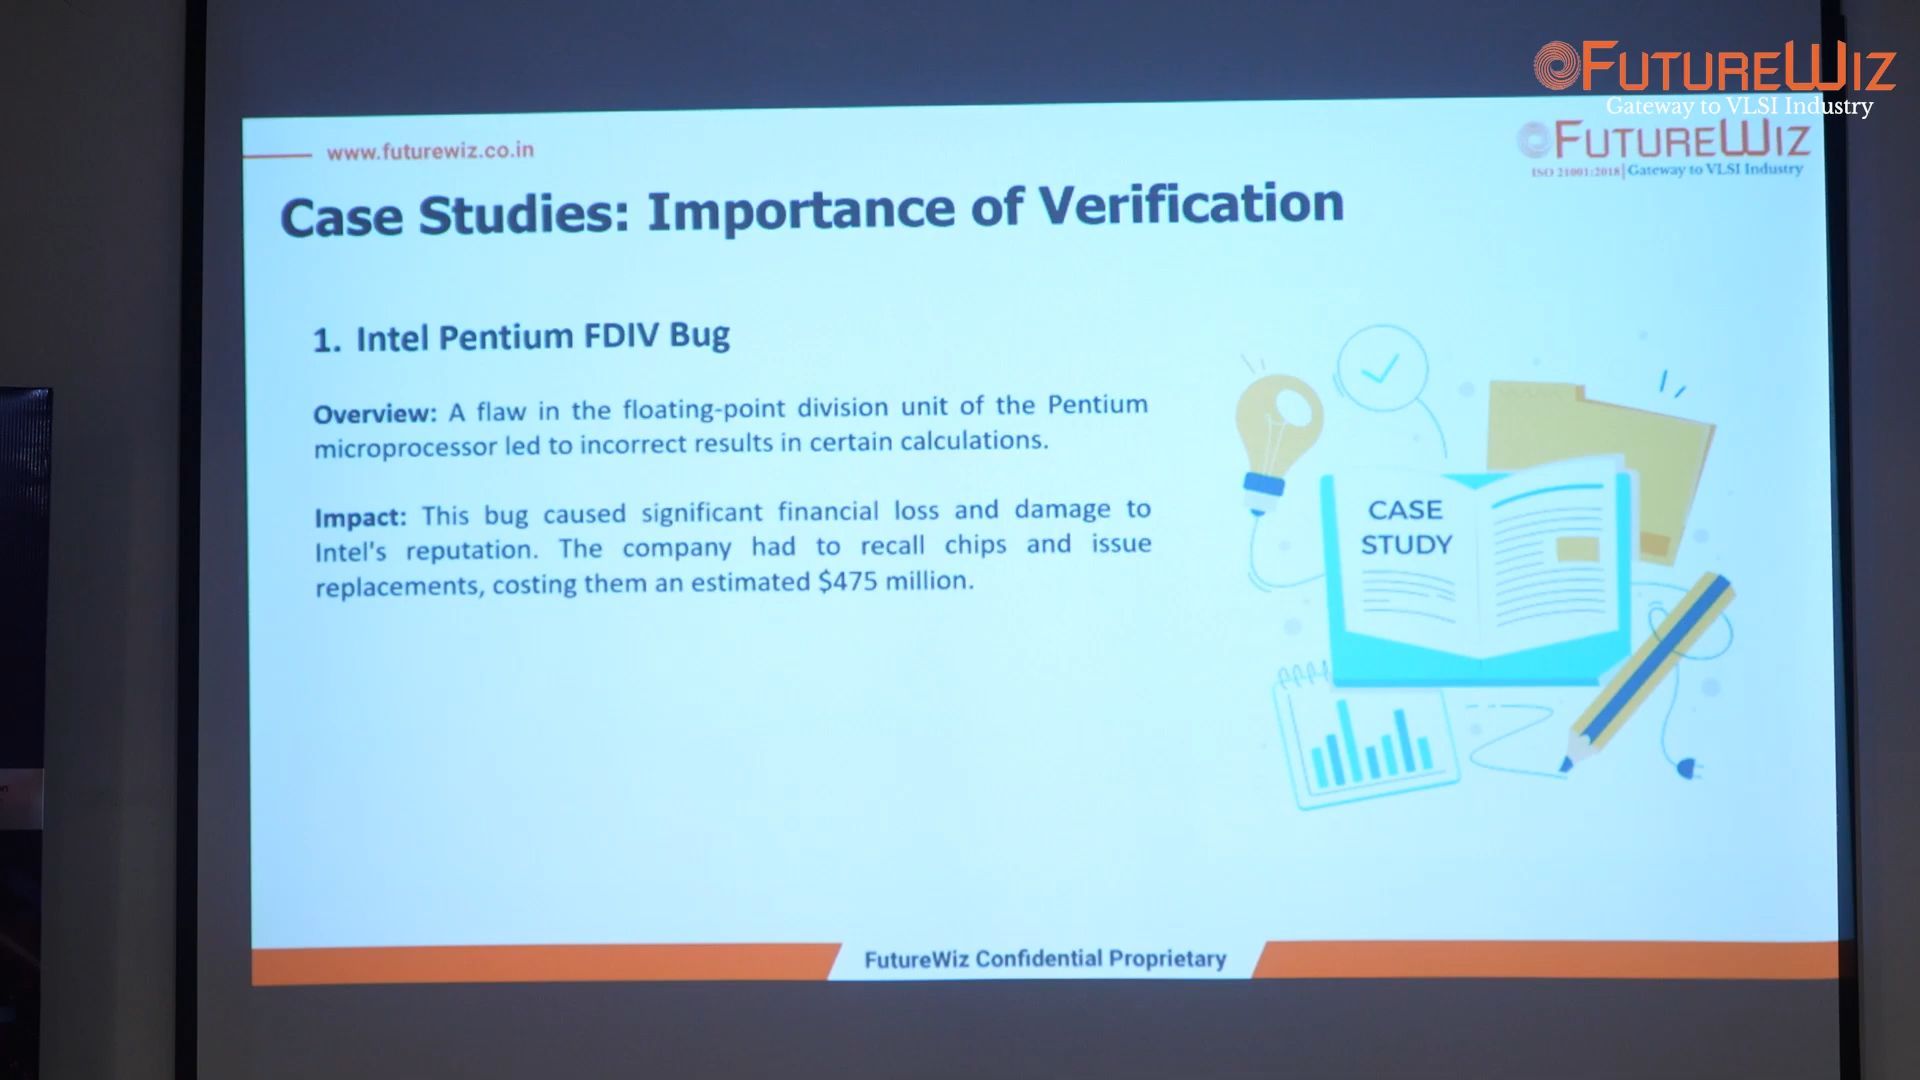 FUTUREWIZ
Gateway to VLSI Industry
www.futurewiz.co.in
FUTUREWIZ
ISO 21001:2018 | Gateway to VLSI Industry
Case Studies: Importance of Verification
1. Intel Pentium FDIV Bug
Overview: A flaw in the floating-point division unit of the Pentium
microprocessor led to incorrect results in certain calculations.
Impact: This bug caused significant financial loss and damage to
Intel's reputation. The company had to recall chips and issue
replacements, costing them an estimated $475 million.
CASE
STUDY
FutureWiz Confidential Proprietary